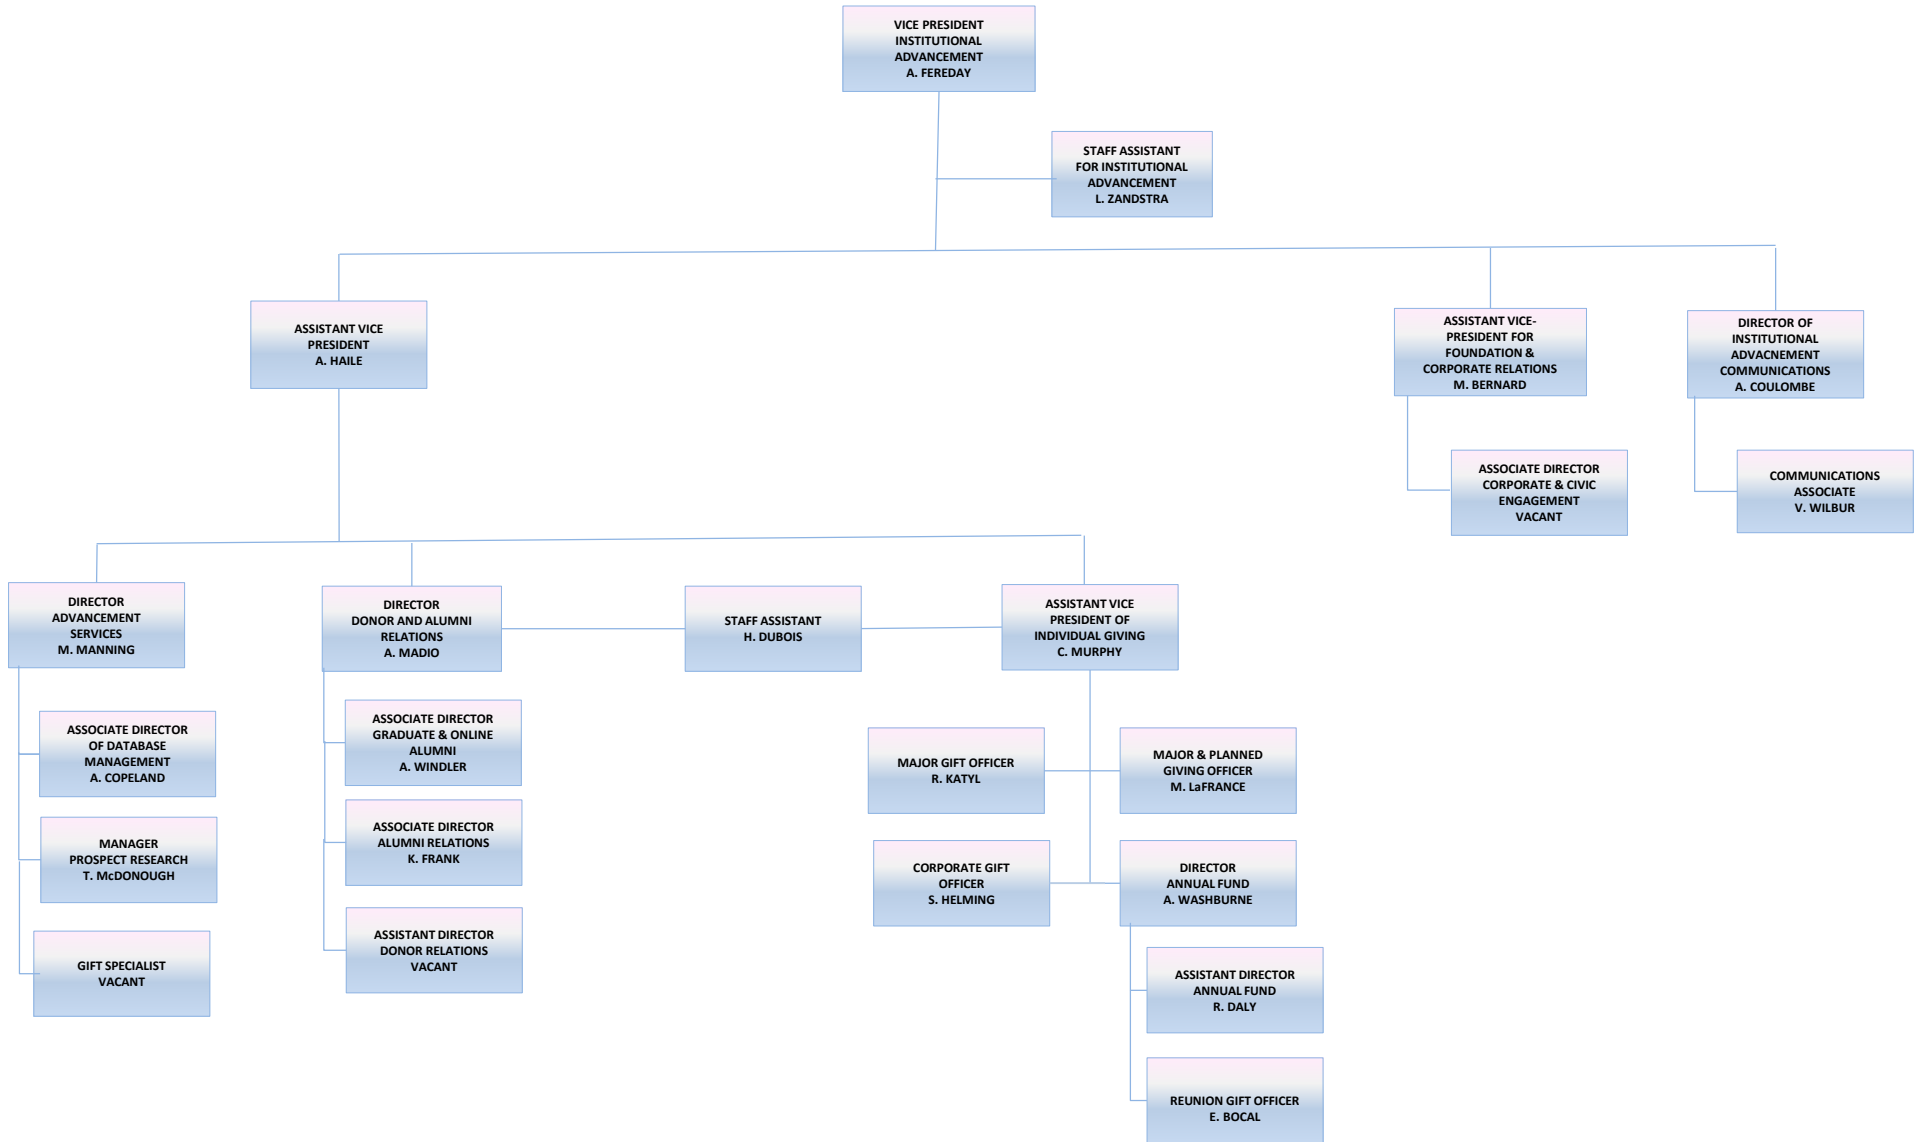 VICE PRESIDENT
INSTITUTIONAL
ADVANCEMENT
A. FEREDAY
STAFF ASSISTANT
FOR INSTITUTIONAL
ADVANCEMENT
L. ZANDSTRA
ASSISTANT VICE
PRESIDENT
A. HAILE
ASSISTANT VICE-
PRESIDENT FOR
FOUNDATION &
CORPORATE RELATIONS
M. BERNARD
DIRECTOR OF
INSTITUTIONAL
ADVACNEMENT
COMMUNICATIONS
A. COULOMBE
ASSOCIATE DIRECTOR
CORPORATE & CIVIC
ENGAGEMENT
VACANT
COMMUNICATIONS
ASSOCIATE
V. WILBUR
DIRECTOR
ADVANCEMENT
SERVICES
M. MANNING
DIRECTOR
DONOR AND ALUMNI
RELATIONS
A. MADIO
STAFF ASSISTANT
H. DUBOIS
ASSISTANT VICE
PRESIDENT OF
INDIVIDUAL GIVING
C. MURPHY
ASSOCIATE DIRECTOR
OF DATABASE
MANAGEMENT
A. COPELAND
MANAGER
PROSPECT RESEARCH
T. McDONOUGH
GIFT SPECIALIST
VACANT
ASSOCIATE DIRECTOR
GRADUATE & ONLINE
ALUMNI
A. WINDLER
ASSOCIATE DIRECTOR
ALUMNI RELATIONS
K. FRANK
ASSISTANT DIRECTOR
DONOR RELATIONS
VACANT
MAJOR GIFT OFFICER
R. KATYL
MAJOR & PLANNED
GIVING OFFICER
M. LaFRANCE
CORPORATE GIFT
OFFICER
S. HELMING
DIRECTOR
ANNUAL FUND
A. WASHBURNE
ASSISTANT DIRECTOR
ANNUAL FUND
R. DALY
REUNION GIFT OFFICER
E. BOCAL